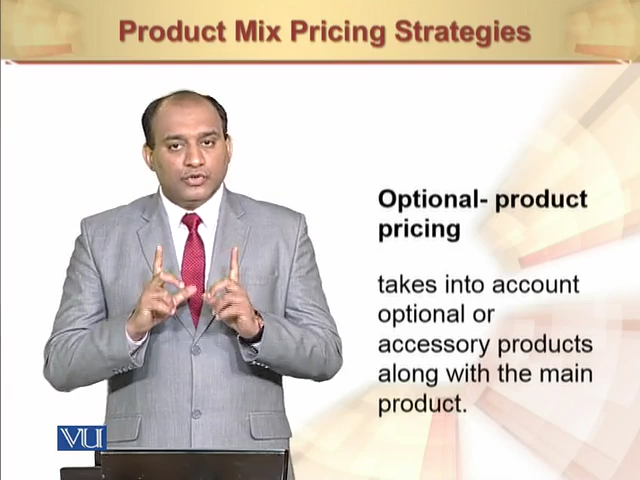 Product Mix Pricing Strategies
Optional- product
pricing
takes into account
optional or
accessory products
along with the main
product.
VU